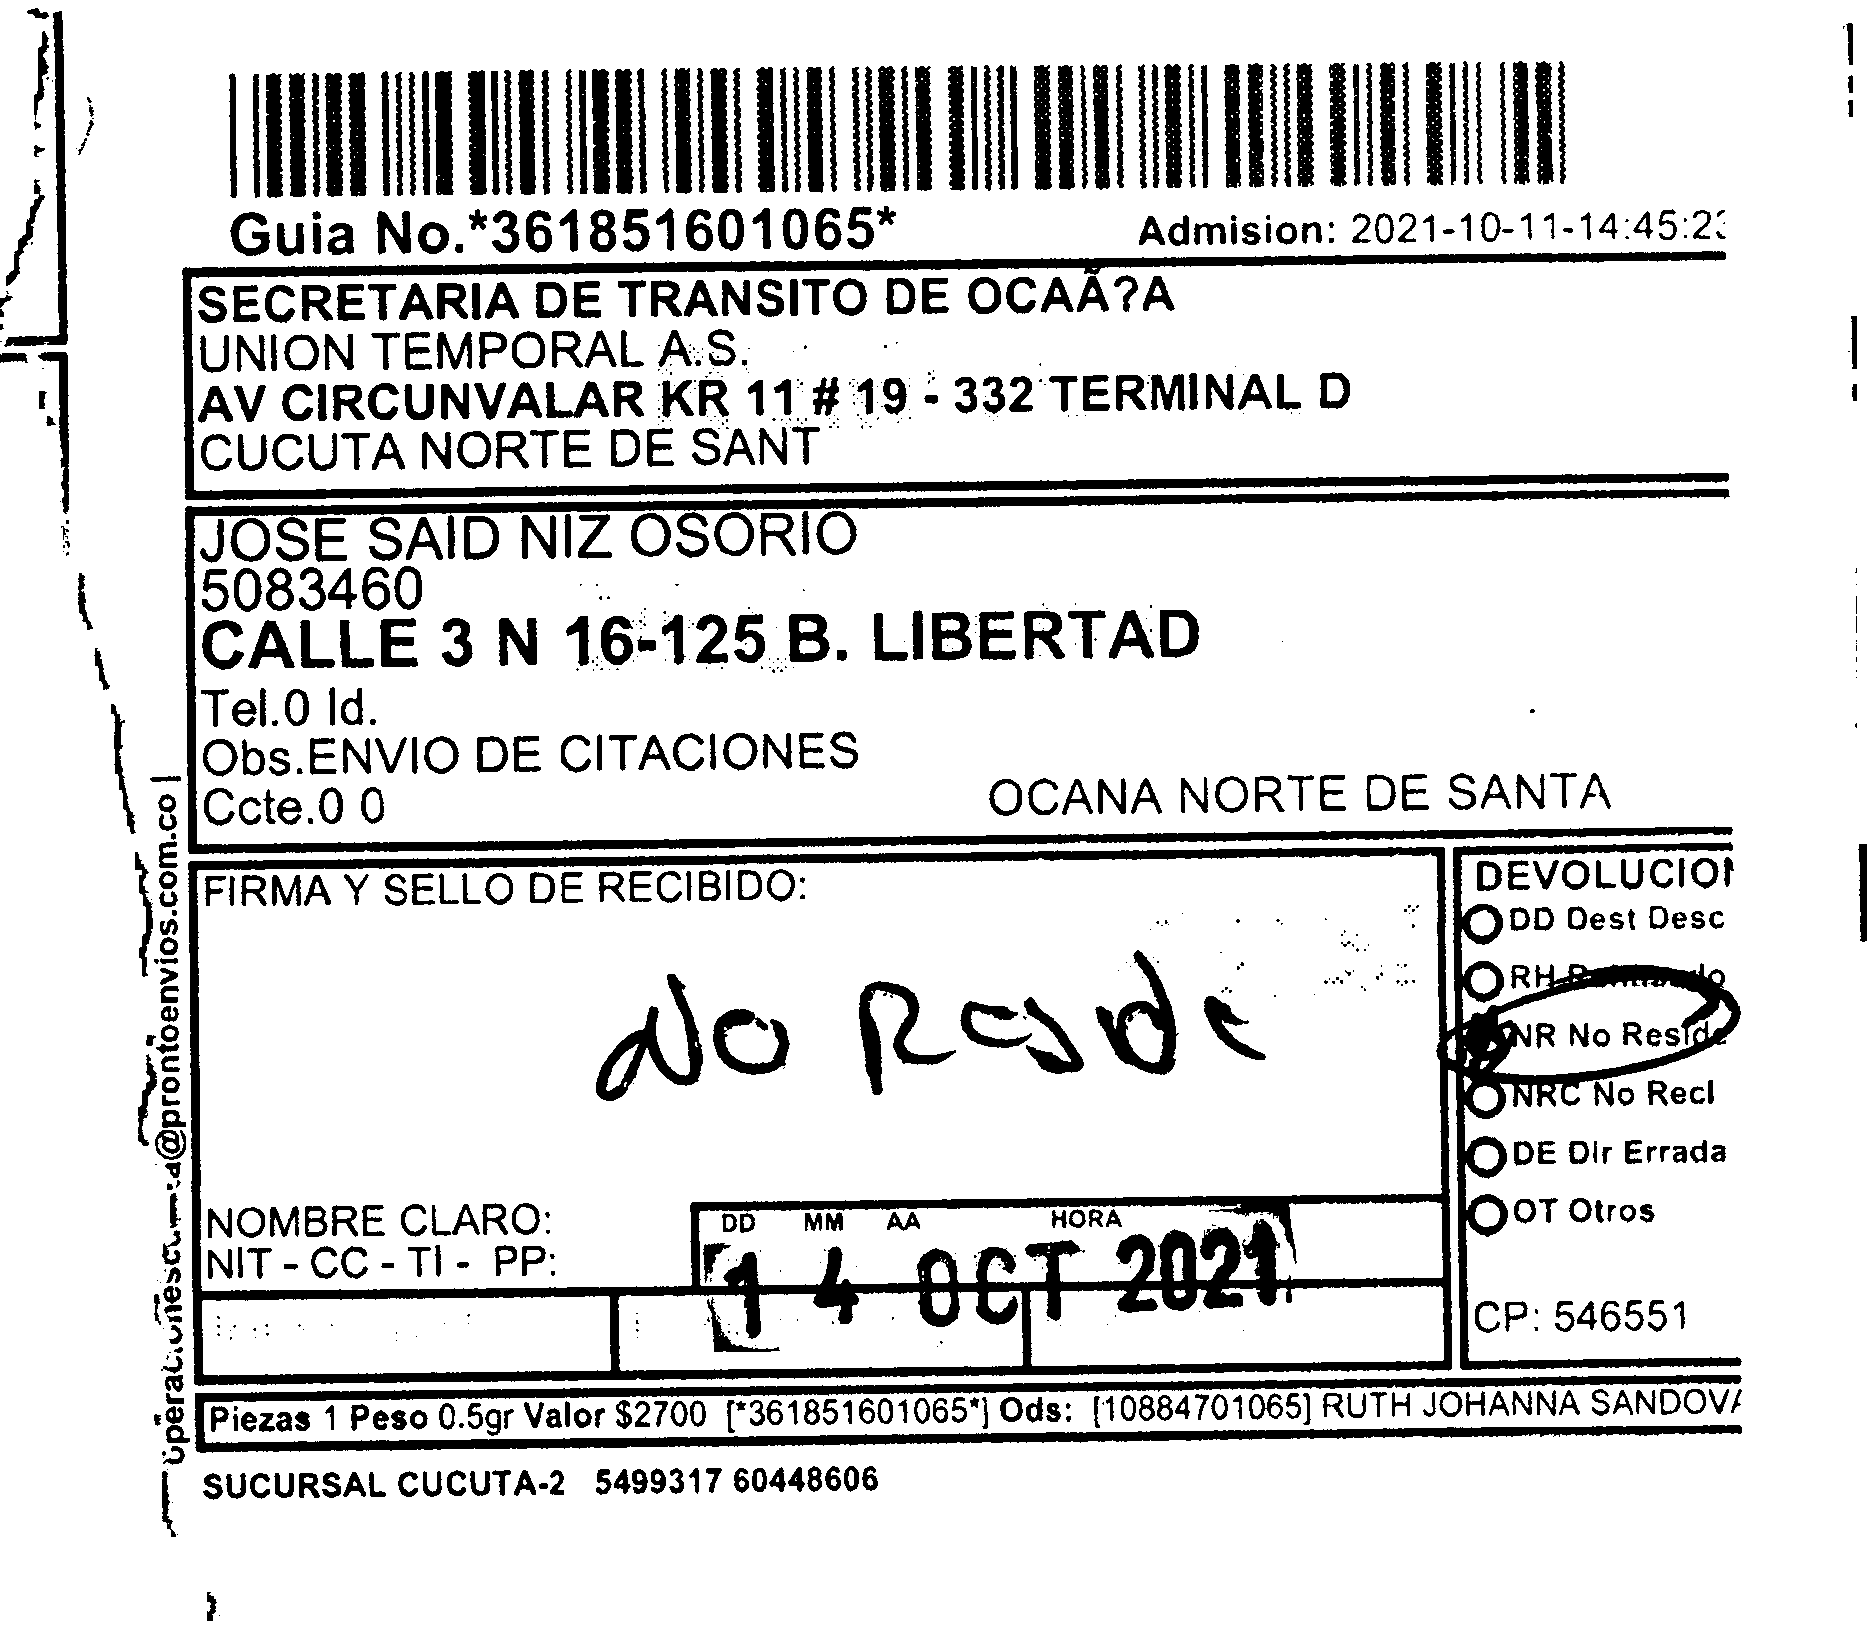 Guia No.*361851601065*
Admision: 2021-10-11-14:45:23
SECRETARIA DE TRANSITO DE OCAÃ?A
UNION TEMPORAL A.S.
AV CIRCUNVALAR KR 11 # 19 - 332 TERMINAL D
CUCUTA NORTE DE SANT
JOSE SAID NIZ OSORIO
5083460
CALLE 3 N 16-125 B. LIBERTAD
Tel.0 Id.
Obs.ENVIO DE CITACIONES
Ccte.0 0
OCANA NORTE DE SANTA
FIRMA Y SELLO DE RECIBIDO:
No Reside
NOMBRE CLARO:
NIT - CC - TI - PP:
DD MM AA HORA
14 OCT 2021
DEVOLUCION
DD Dest Desc
RH
NR No Reside
NRC No Recl
DE Dir Errada
OT Otros
CP: 546551
Piezas 1 Peso 0.5gr Valor $2700 [*361851601065*] Ods: [10884701065] RUTH JOHANNA SANDOVA
SUCURSAL CUCUTA-2 5499317 60448606
@prontoenvios.com.co |